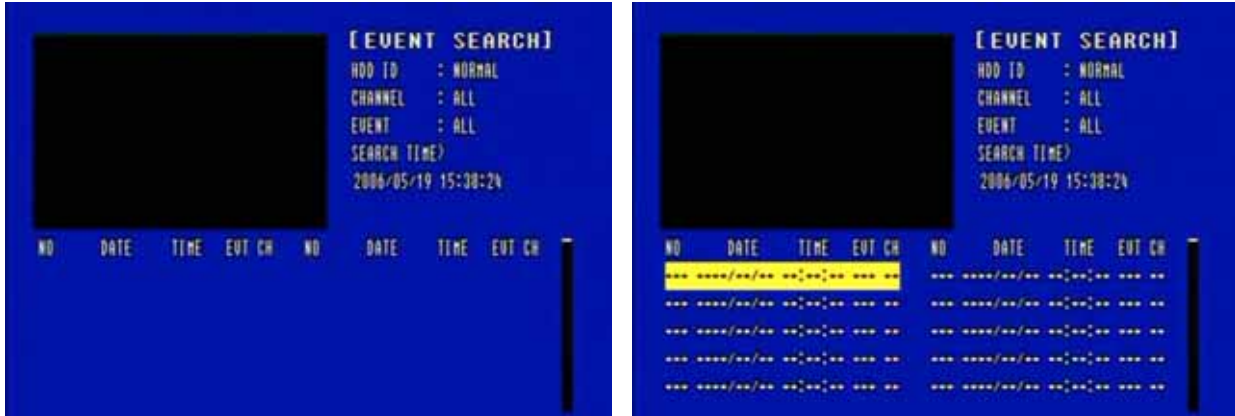 [EVENT SEARCH]
HDD ID : NORMAL
CHANNEL : ALL
EVENT : ALL
SEARCH TIME>
2006/05/19 15:38:24
NO DATE TIME EVT CH NO DATE TIME EVT CH
[EVENT SEARCH]
HDD ID : NORMAL
CHANNEL : ALL
EVENT : ALL
SEARCH TIME>
2006/05/19 15:38:24
NO DATE TIME EVT CH NO DATE TIME EVT CH
--- ----/--/-- --:--:-- --- -- --- ----/--/-- --:--:-- --- --
--- ----/--/-- --:--:-- --- -- --- ----/--/-- --:--:-- --- --
--- ----/--/-- --:--:-- --- -- --- ----/--/-- --:--:-- --- --
--- ----/--/-- --:--:-- --- -- --- ----/--/-- --:--:-- --- --
--- ----/--/-- --:--:-- --- -- --- ----/--/-- --:--:-- --- --